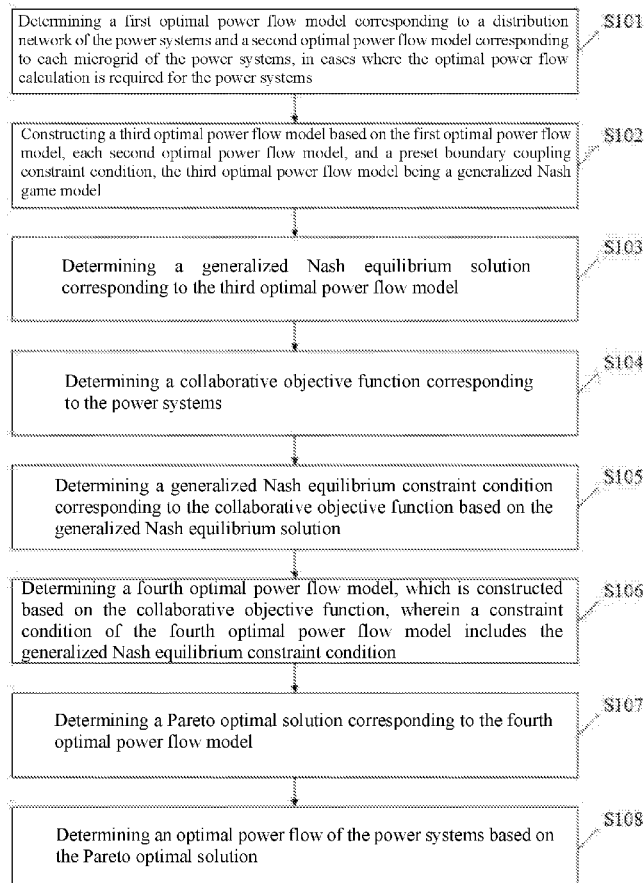 Determining a first optimal power flow model corresponding to a distribution
network of the power systems and a second optimal power flow model corresponding
to each microgrid of the power systems, in cases where the optimal power flow
calculation is required for the power systems
S101
Constructing a third optimal power flow model based on the first optimal power flow
model, each second optimal power flow model, and a preset boundary coupling
constraint condition, the third optimal power flow model being a generalized Nash
game model
S102
Determining a generalized Nash equilibrium solution
corresponding to the third optimal power flow model
S103
Determining a collaborative objective function corresponding
to the power systems
S104
Determining a generalized Nash equilibrium constraint condition
corresponding to the collaborative objective function based on the
generalized Nash equilibrium solution
S105
Determining a fourth optimal power flow model, which is constructed
based on the collaborative objective function, wherein a constraint
condition of the fourth optimal power flow model includes the
generalized Nash equilibrium constraint condition
S106
Determining a Pareto optimal solution corresponding to the fourth
optimal power flow model
S107
Determining an optimal power flow of the power systems based on
the Pareto optimal solution
S108